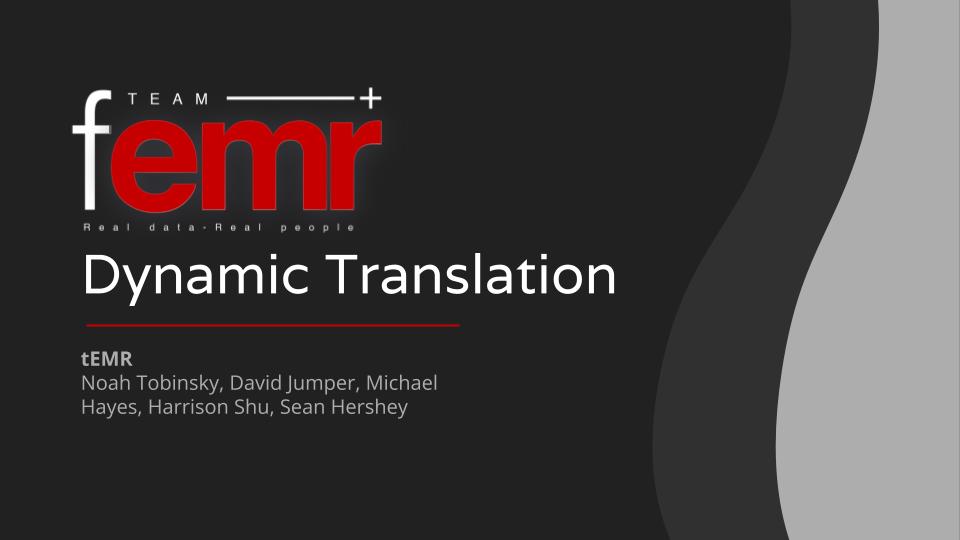 TEAM
femr
Real data-Real people
Dynamic Translation
tEMR
Noah Tobinsky, David Jumper, Michael
Hayes, Harrison Shu, Sean Hershey